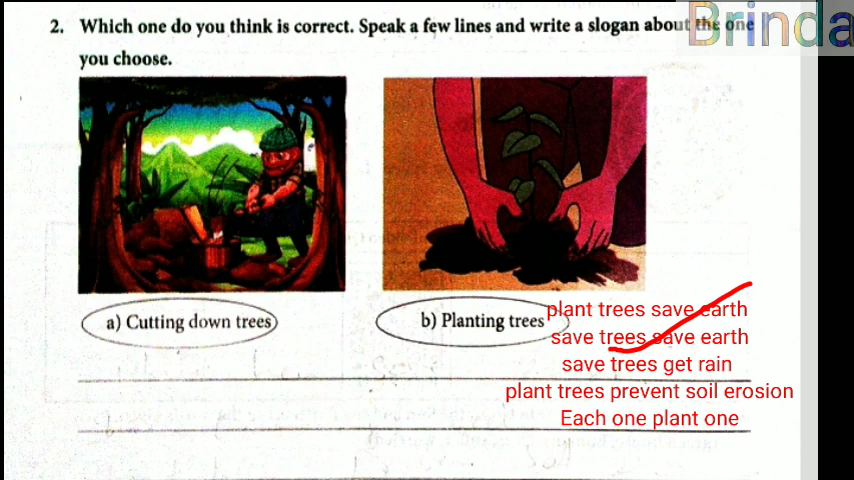 Brinda
2. Which one do you think is correct. Speak a few lines and write a slogan about the one
you choose.
a) Cutting down trees
b) Planting trees
plant trees save earth
save trees save earth
save trees get rain
plant trees prevent soil erosion
Each one plant one